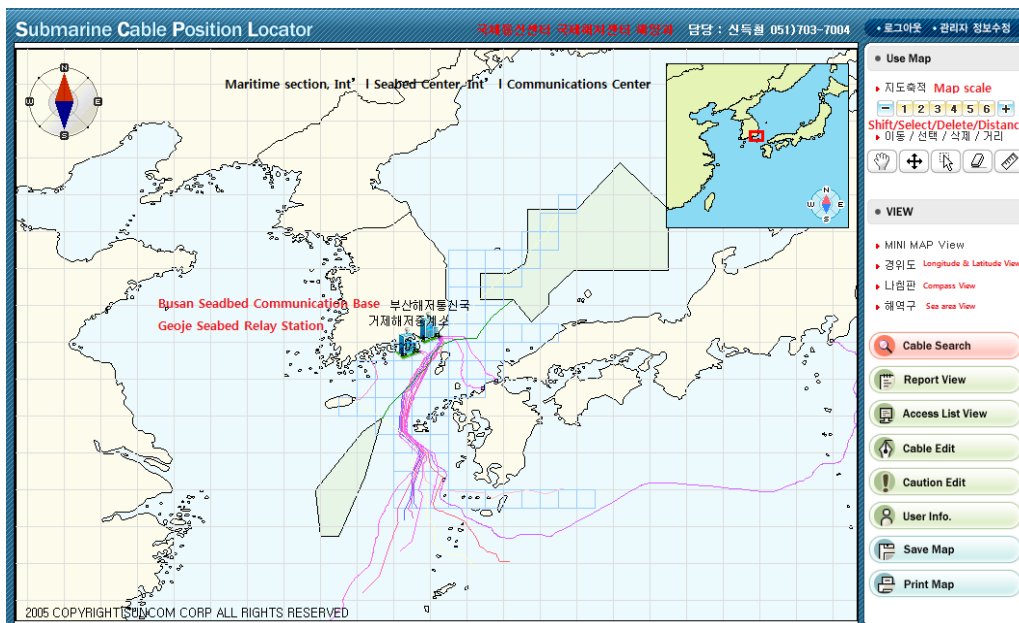 Submarine Cable Position Locator
국제통신센터 국제해저센터 해양과 담당 : 신득철 051)703-7004
• 로그아웃 • 관리자 정보수정
Maritime section, Int' l Seabed Center, Int' l Communications Center
N
W E
S
N
W E
S
Busan Seadbed Communication Base 부산해저통신국
Geoje Seabed Relay Station 거제해저중계소
2005 COPYRIGHT SUNCOM CORP ALL RIGHTS RESERVED
Use Map
지도축적 Map scale
− 1 2 3 4 5 6 +
Shift/Select/Delete/Distanc
이동 / 선택 / 삭제 / 거리
VIEW
MINI MAP View
경위도 Longitude & Latitude View
나침판 Compass View
해역구 Sea area View
Cable Search
Report View
Access List View
Cable Edit
Caution Edit
User Info.
Save Map
Print Map